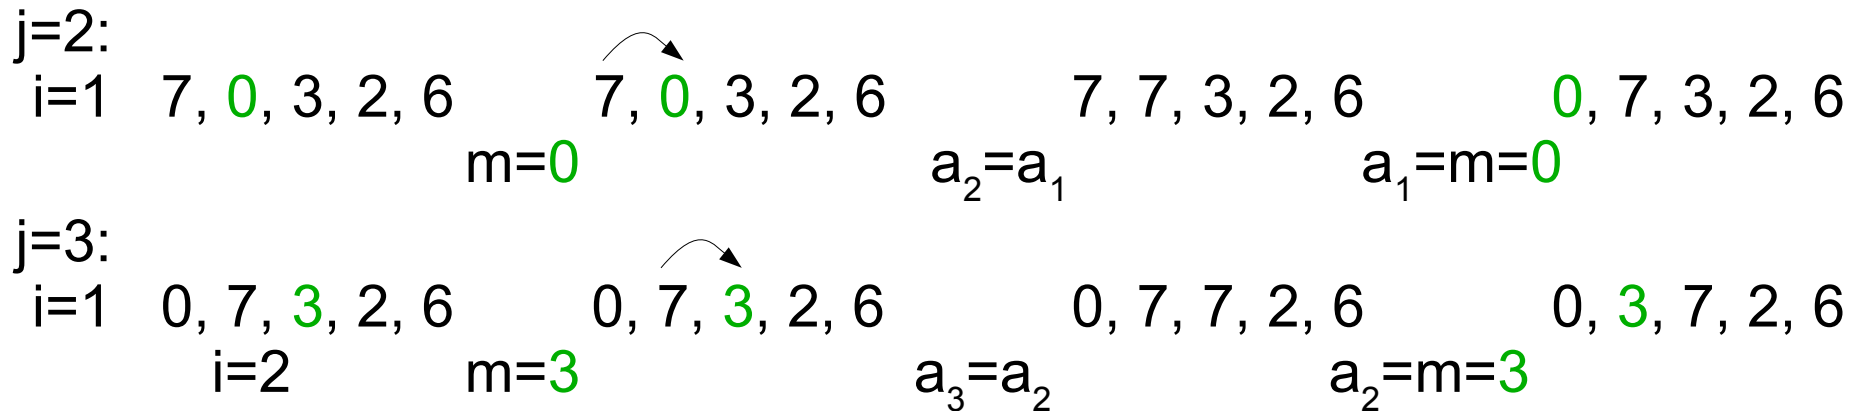 j=2:
i=1 7, 0, 3, 2, 6 7, 0, 3, 2, 6 7, 7, 3, 2, 6 0, 7, 3, 2, 6
m=0 a₂=a₁ a₁=m=0
j=3:
i=1 0, 7, 3, 2, 6 0, 7, 3, 2, 6 0, 7, 7, 2, 6 0, 3, 7, 2, 6
i=2 m=3 a₃=a₂ a₂=m=3